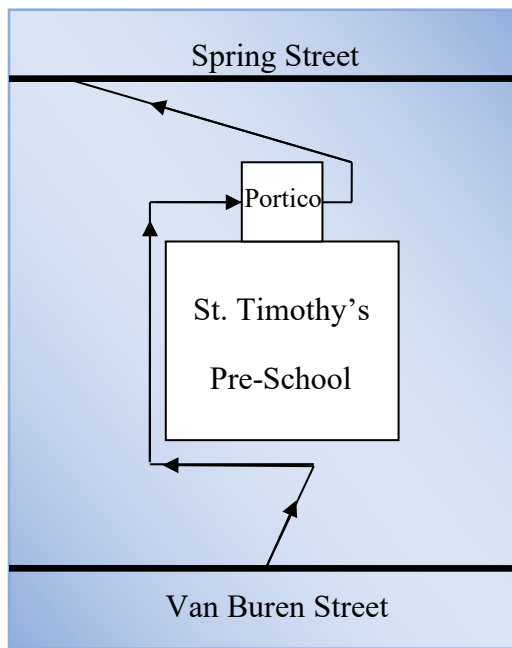 Spring Street
Portico
St. Timothy’s
Pre-School
Van Buren Street